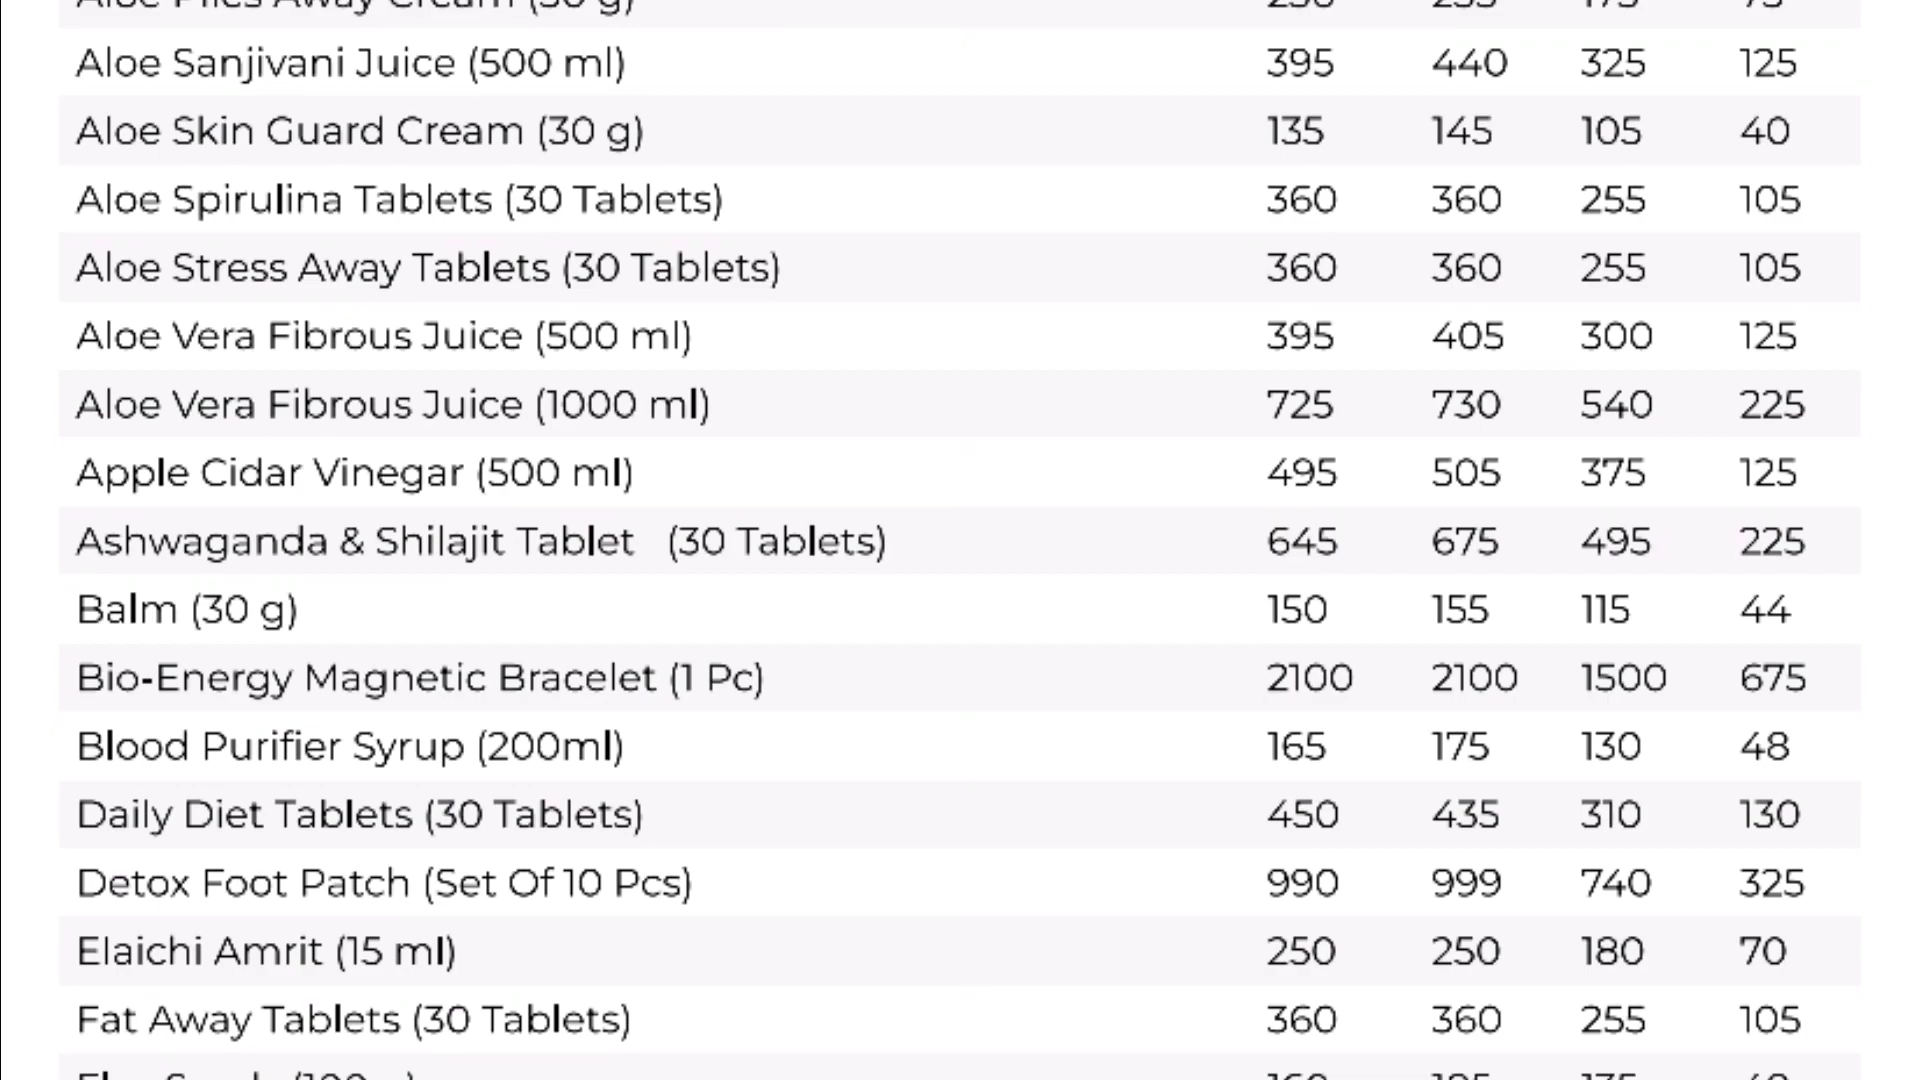 Aloe Piles Away Cream (30 g) 250 255 175 75
Aloe Sanjivani Juice (500 ml) 395 440 325 125
Aloe Skin Guard Cream (30 g) 135 145 105 40
Aloe Spirulina Tablets (30 Tablets) 360 360 255 105
Aloe Stress Away Tablets (30 Tablets) 360 360 255 105
Aloe Vera Fibrous Juice (500 ml) 395 405 300 125
Aloe Vera Fibrous Juice (1000 ml) 725 730 540 225
Apple Cidar Vinegar (500 ml) 495 505 375 125
Ashwaganda & Shilajit Tablet (30 Tablets) 645 675 495 225
Balm (30 g) 150 155 115 44
Bio-Energy Magnetic Bracelet (1 Pc) 2100 2100 1500 675
Blood Purifier Syrup (200ml) 165 175 130 48
Daily Diet Tablets (30 Tablets) 450 435 310 130
Detox Foot Patch (Set Of 10 Pcs) 990 999 740 325
Elaichi Amrit (15 ml) 250 250 180 70
Fat Away Tablets (30 Tablets) 360 360 255 105